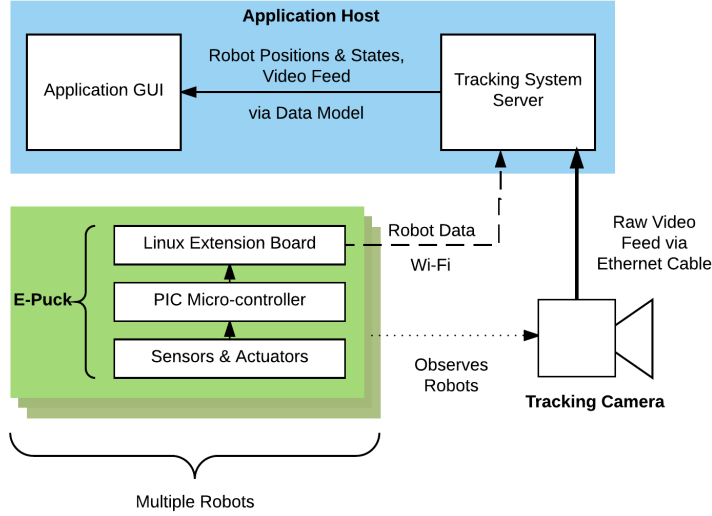 Application Host
Application GUI
Robot Positions & States,
Video Feed
via Data Model
Tracking System
Server
E-Puck
Linux Extension Board
PIC Micro-controller
Sensors & Actuators
Robot Data
Wi-Fi
Raw Video
Feed via
Ethernet Cable
Observes
Robots
Tracking Camera
Multiple Robots